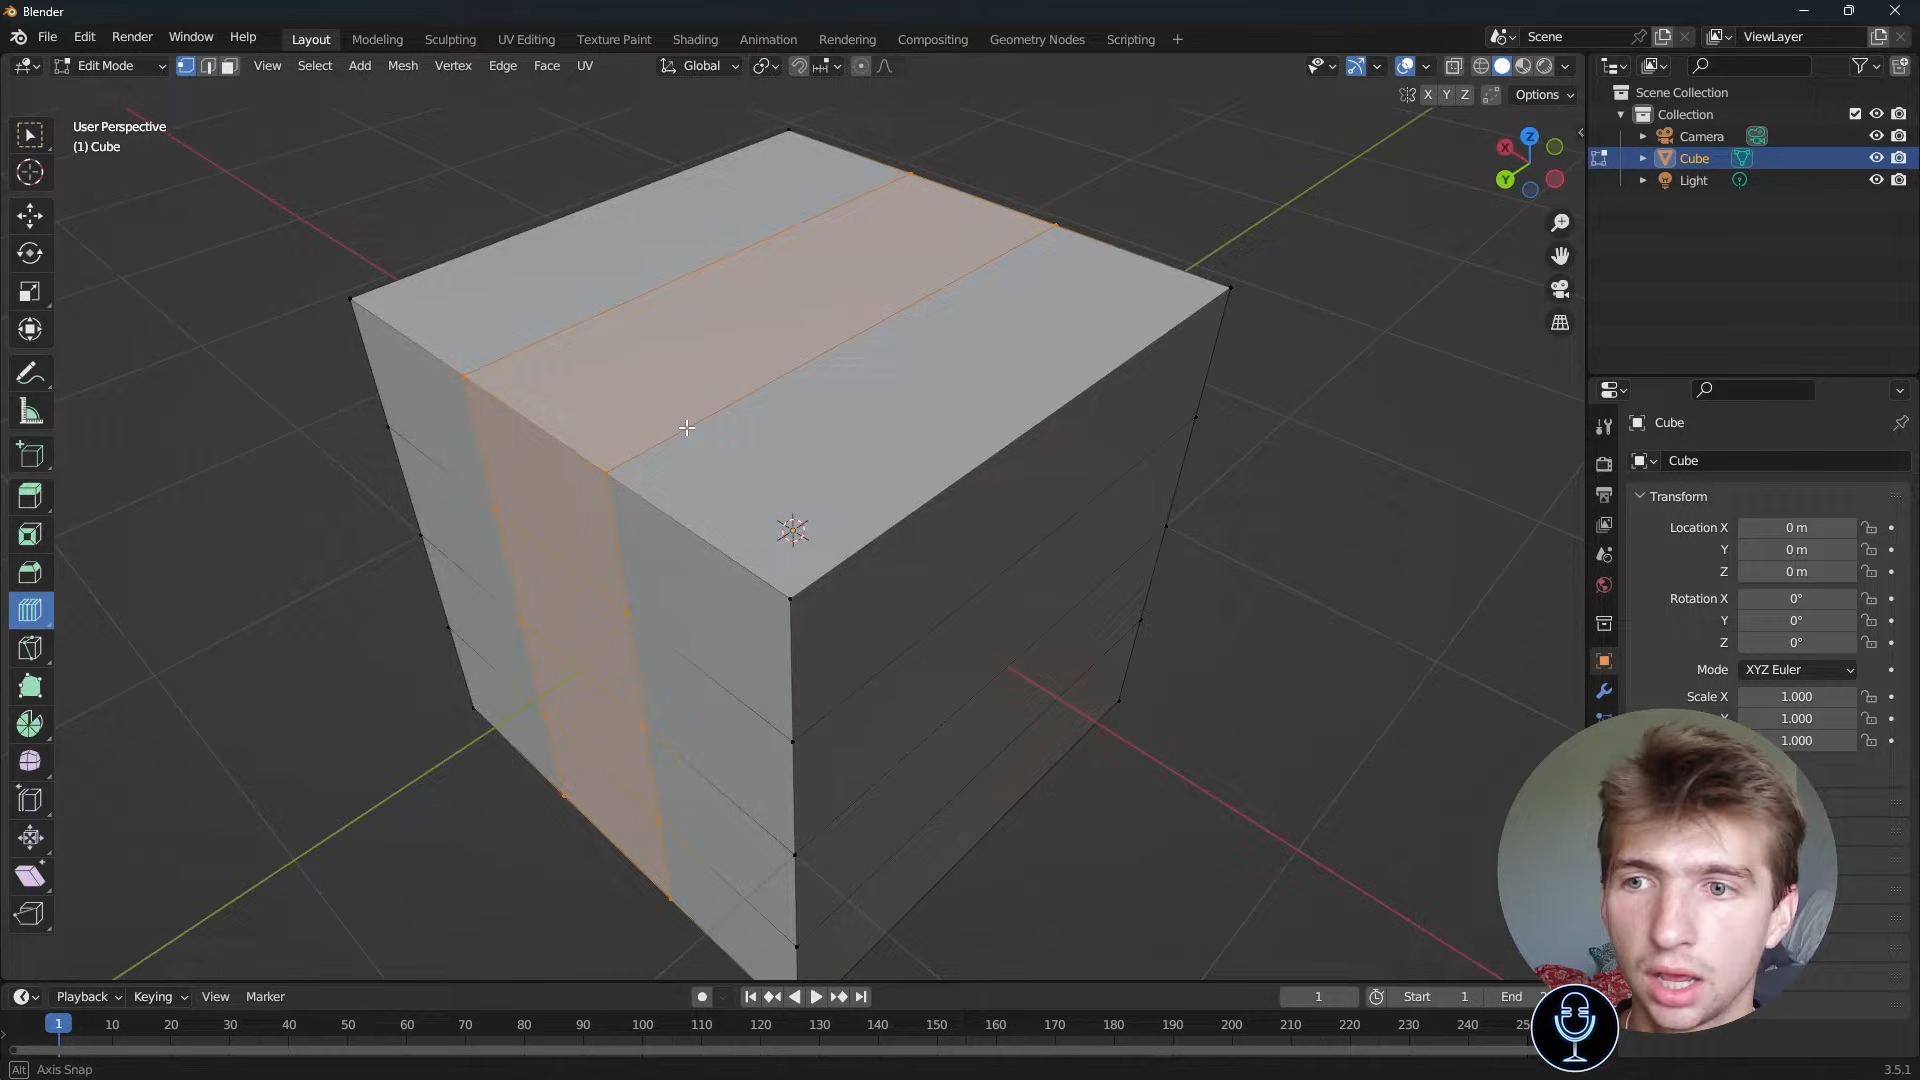 Blender
File Edit Render Window Help
Layout Modeling Sculpting UV Editing Texture Paint Shading Animation Rendering Compositing Geometry Nodes Scripting +
Scene
ViewLayer
Edit Mode
View Select Add Mesh Vertex Edge Face UV
Global
X Y Z
Options
User Perspective
(1) Cube
Z
X
Y
Scene Collection
Collection
Camera
Cube
Light
Cube
Cube
Transform
Location X 0 m
Y 0 m
Z 0 m
Rotation X 0°
Y 0°
Z 0°
Mode XYZ Euler
Scale X 1.000
Y 1.000
1.000
Playback Keying View Marker
1
Start 1
End
1 10 20 30 40 50 60 70 80 90 100 110 120 130 140 150 160 170 180 190 200 210 220 230 240
Alt Axis Snap
3.5.1